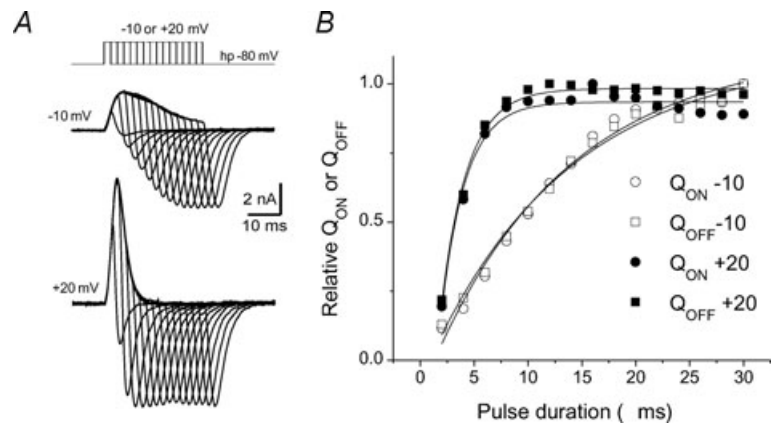 A
-10 or +20 mV
hp -80 mV
-10 mV
2 nA
10 ms
+20 mV
B
Relative Q_ON or Q_OFF
1.0
0.5
0.0
0 5 10 15 20 25 30
Pulse duration ( ms)
Q_ON -10
Q_OFF -10
Q_ON +20
Q_OFF +20